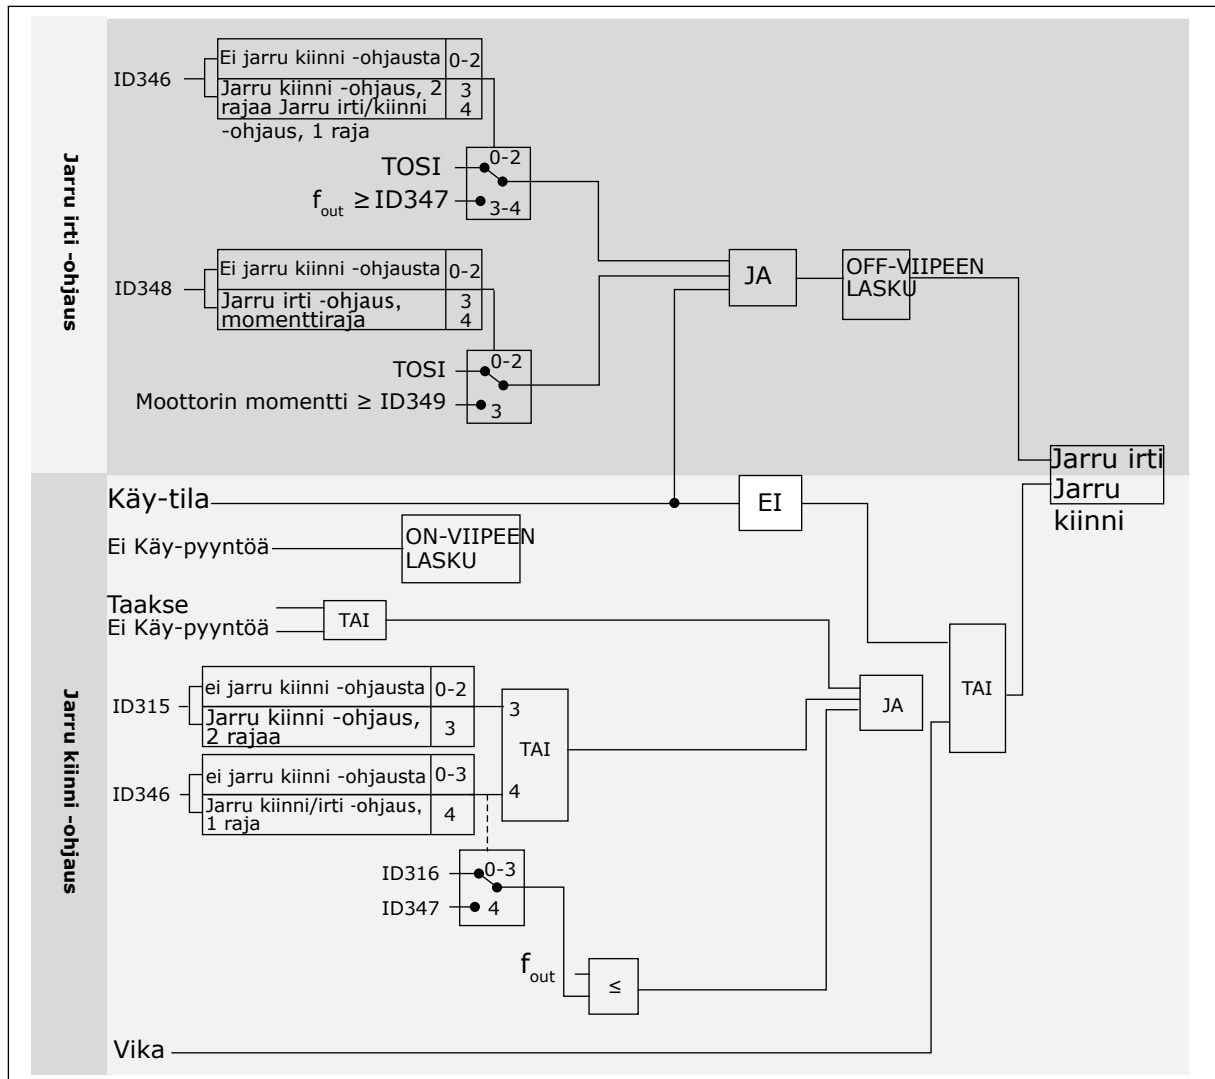 Jarru irti -ohjaus
ID346
Ei jarru kiinni -ohjausta
0-2
Jarru kiinni -ohjaus, 2
rajaa Jarru irti/kiinni
-ohjaus, 1 raja
3
4
TOSI
0-2
fout ≥ ID347
3-4
ID348
Ei jarru kiinni -ohjausta
0-2
Jarru irti -ohjaus,
momenttiraja
3
4
TOSI
0-2
Moottorin momentti ≥ ID349
3
JA
OFF-VIIPEEN
LASKU
Jarru irti
Jarru
kiinni
Jarru kiinni -ohjaus
Käy-tila
EI
Ei Käy-pyyntöä
ON-VIIPEEN
LASKU
Taakse
Ei Käy-pyyntöä
TAI
ID315
ei jarru kiinni -ohjausta
0-2
Jarru kiinni -ohjaus,
2 rajaa
3
ID346
ei jarru kiinni -ohjausta
0-3
Jarru kiinni/irti -ohjaus,
1 raja
4
3
TAI
4
JA
TAI
ID316
0-3
ID347
4
fout
≤
Vika